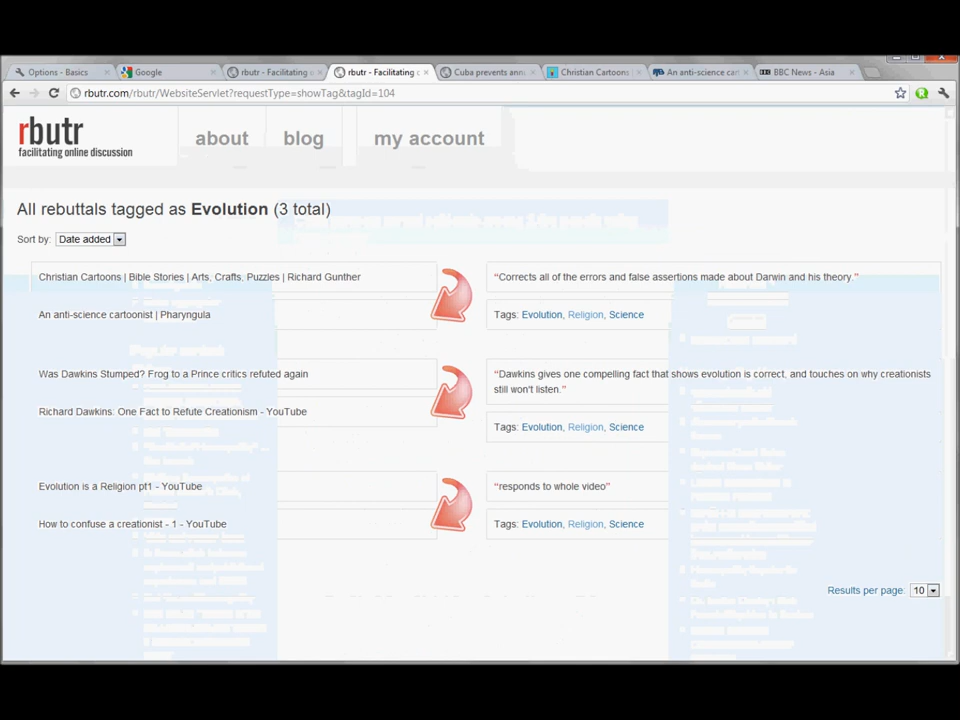 Options - Basics
Google
rbutr - Facilitating o
rbutr - Facilitating o
Cuba prevents annu
Christian Cartoons |
An anti-science cart
BBC News - Asia
rbutr.com/rbutr/WebsiteServlet?requestType=showTag&tagId=104
rbutr
facilitating online discussion
about
blog
my account
All rebuttals tagged as Evolution (3 total)
Sort by: Date added
Christian Cartoons | Bible Stories | Arts, Crafts, Puzzles | Richard Gunther
“Corrects all of the errors and false assertions made about Darwin and his theory.”
An anti-science cartoonist | Pharyngula
Tags: Evolution, Religion, Science
Was Dawkins Stumped? Frog to a Prince critics refuted again
“Dawkins gives one compelling fact that shows evolution is correct, and touches on why creationists
still won't listen.”
Richard Dawkins: One Fact to Refute Creationism - YouTube
Tags: Evolution, Religion, Science
Evolution is a Religion pt1 - YouTube
“responds to whole video”
How to confuse a creationist - 1 - YouTube
Tags: Evolution, Religion, Science
Results per page: 10